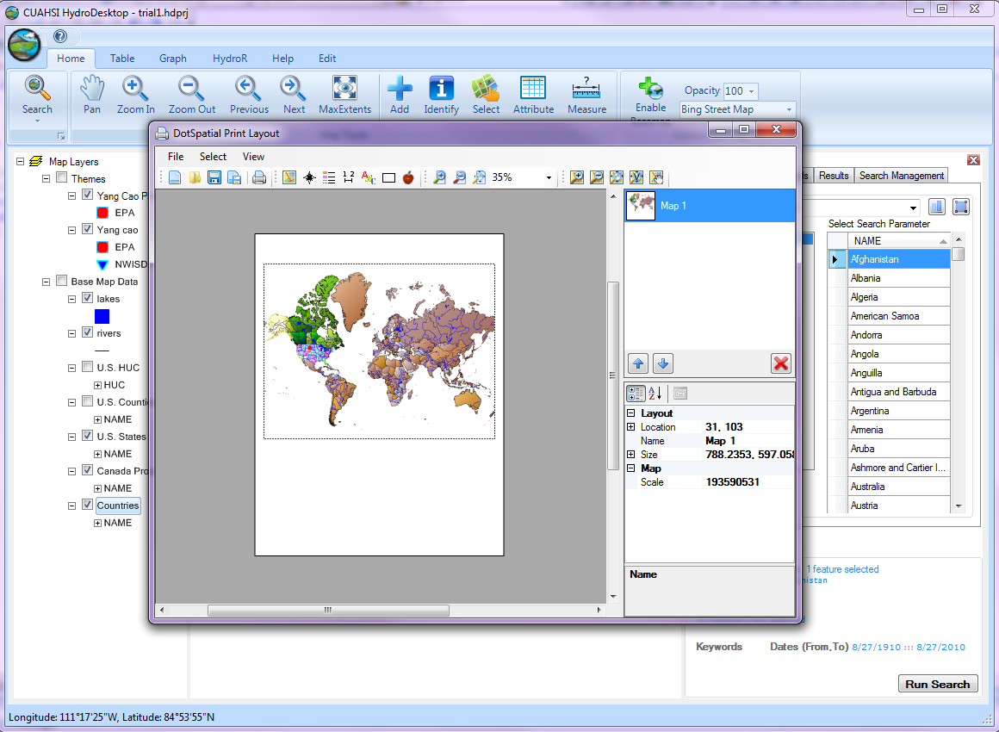 CUAHSI HydroDesktop - trial1.hdprj
Home Table Graph HydroR Help Edit
Search Pan Zoom In Zoom Out Previous Next MaxExtents Add Identify Select Attribute Measure Enable
Opacity 100
Bing Street Map
DotSpatial Print Layout
File Select View
35%
Map Layers
Themes
Yang Cao P
EPA
Yang cao
EPA
NWISD
Base Map Data
lakes
rivers
U.S. HUC
HUC
U.S. Counti
NAME
U.S. States
NAME
Canada Pro
NAME
Countries
NAME
Map 1
Layout
Location 31, 103
Name Map 1
Size 788.2353, 597.058
Map
Scale 193590531
Name
Results Search Management
Select Search Parameter
NAME
Afghanistan
Albania
Algeria
American Samoa
Andorra
Angola
Anguilla
Antigua and Barbuda
Argentina
Armenia
Aruba
Ashmore and Cartier I...
Australia
Austria
1 feature selected
nistan
Keywords Dates (From,To) 8/27/1910 ::: 8/27/2010
Run Search
Longitude: 111°17'25"W, Latitude: 84°53'55"N